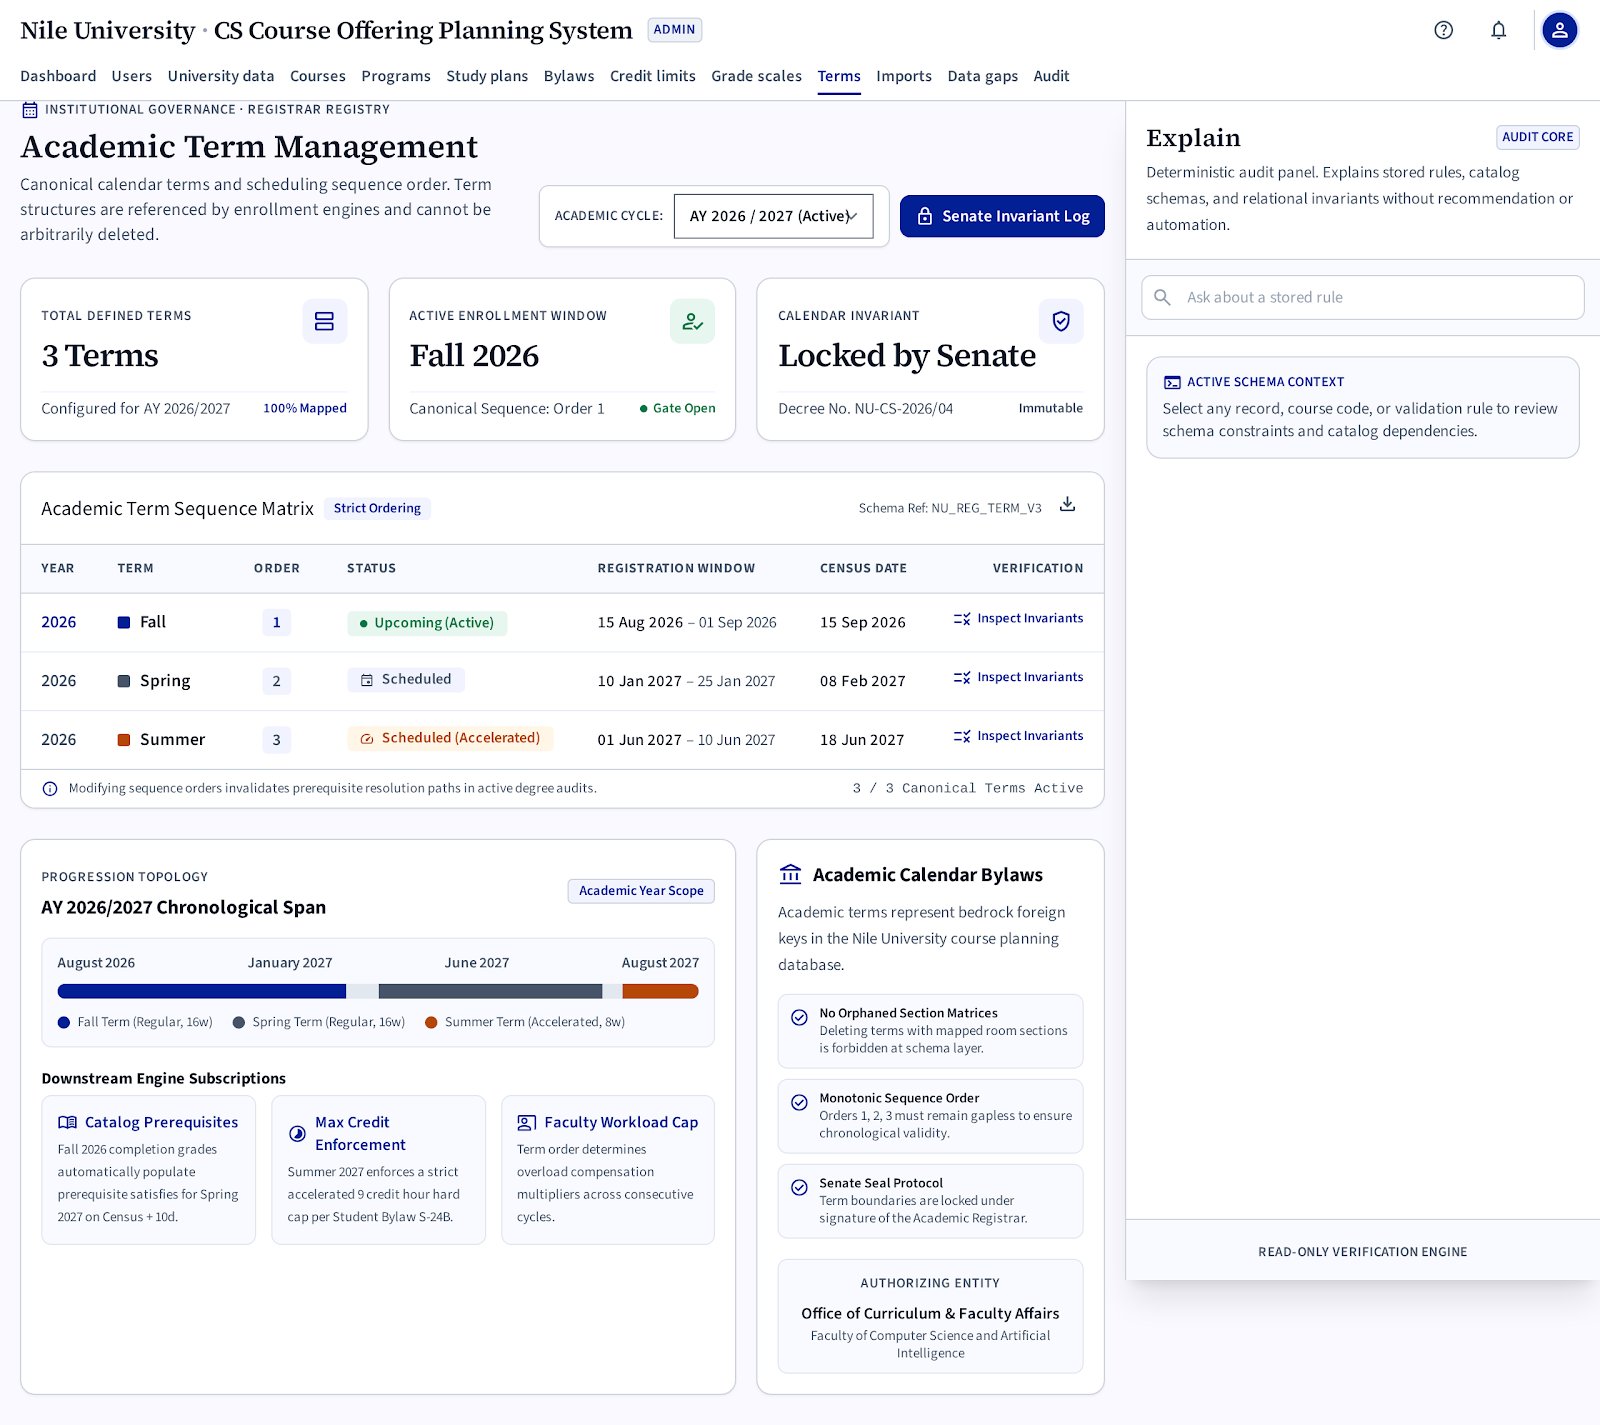 Nile University · CS Course Offering Planning System ADMIN
Dashboard Users University data Courses Programs Study plans Bylaws Credit limits Grade scales Terms Imports Data gaps Audit
INSTITUTIONAL GOVERNANCE · REGISTRAR REGISTRY
Academic Term Management
Canonical calendar terms and scheduling sequence order. Term
structures are referenced by enrollment engines and cannot be
arbitrarily deleted.
ACADEMIC CYCLE: AY 2026 / 2027 (Active)
Senate Invariant Log
TOTAL DEFINED TERMS
3 Terms
Configured for AY 2026/2027 100% Mapped
ACTIVE ENROLLMENT WINDOW
Fall 2026
Canonical Sequence: Order 1 Gate Open
CALENDAR INVARIANT
Locked by Senate
Decree No. NU-CS-2026/04 Immutable
Academic Term Sequence Matrix Strict Ordering Schema Ref: NU_REG_TERM_V3
YEAR TERM ORDER STATUS REGISTRATION WINDOW CENSUS DATE VERIFICATION
2026 Fall 1 Upcoming (Active) 15 Aug 2026 – 01 Sep 2026 15 Sep 2026 Inspect Invariants
2026 Spring 2 Scheduled 10 Jan 2027 – 25 Jan 2027 08 Feb 2027 Inspect Invariants
2026 Summer 3 Scheduled (Accelerated) 01 Jun 2027 – 10 Jun 2027 18 Jun 2027 Inspect Invariants
Modifying sequence orders invalidates prerequisite resolution paths in active degree audits. 3 / 3 Canonical Terms Active
PROGRESSION TOPOLOGY
AY 2026/2027 Chronological Span
Academic Year Scope
August 2026 January 2027 June 2027 August 2027
Fall Term (Regular, 16w) Spring Term (Regular, 16w) Summer Term (Accelerated, 8w)
Downstream Engine Subscriptions
Catalog Prerequisites
Fall 2026 completion grades
automatically populate
prerequisite satisfies for Spring
2027 on Census + 10d.
Max Credit
Enforcement
Summer 2027 enforces a strict
accelerated 9 credit hour hard
cap per Student Bylaw S-24B.
Faculty Workload Cap
Term order determines
overload compensation
multipliers across consecutive
cycles.
Academic Calendar Bylaws
Academic terms represent bedrock foreign
keys in the Nile University course planning
database.
No Orphaned Section Matrices
Deleting terms with mapped room sections
is forbidden at schema layer.
Monotonic Sequence Order
Orders 1, 2, 3 must remain gapless to ensure
chronological validity.
Senate Seal Protocol
Term boundaries are locked under
signature of the Academic Registrar.
AUTHORIZING ENTITY
Office of Curriculum & Faculty Affairs
Faculty of Computer Science and Artificial
Intelligence
Explain AUDIT CORE
Deterministic audit panel. Explains stored rules, catalog
schemas, and relational invariants without recommendation or
automation.
Ask about a stored rule
ACTIVE SCHEMA CONTEXT
Select any record, course code, or validation rule to review
schema constraints and catalog dependencies.
READ-ONLY VERIFICATION ENGINE